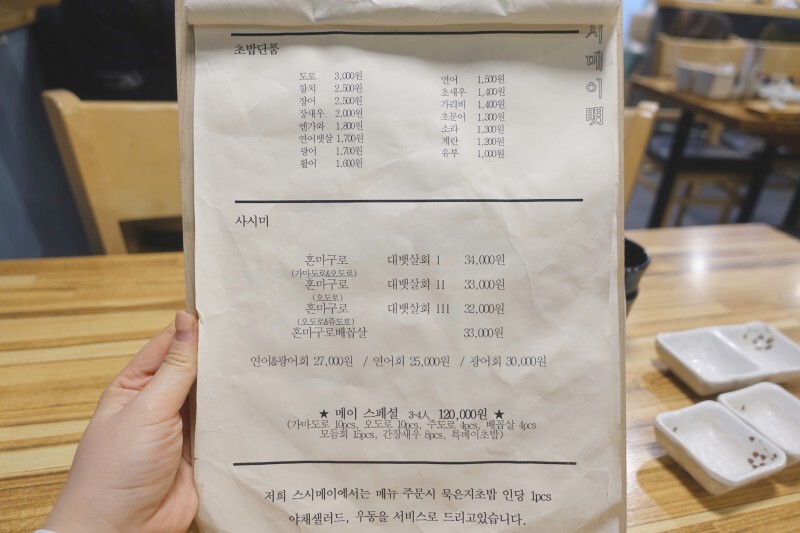 시메이明
초밥단품
도로 3,000원
참치 2,500원
장어 2,500원
장새우 2,000원
엔가와 1,800원
연어뱃살 1,700원
광어 1,700원
활어 1,600원
연어 1,500원
초새우 1,400원
가리비 1,400원
초문어 1,300원
소라 1,300원
계란 1,200원
유부 1,000원
사시미
혼마구로 대뱃살회 I 34,000원
(가마도로&오도로)
혼마구로 대뱃살회 II 33,000원
(오도로)
혼마구로 대뱃살회 III 32,000원
(오도로&쥬도로)
혼마구로배꼽살 33,000원
연어&광어회 27,000원 / 연어회 25,000원 / 광어회 30,000원
★ 메이 스페셜 3-4人 120,000원 ★
(가마도로 10pcs, 오도로 10pcs, 주도로 4pcs, 배꼽살 4pcs
모듬회 15pcs, 간장새우 8pcs, 특메이초밥)
저희 스시메이에서는 메뉴 주문시 묵은지초밥 인당 1pcs
야채샐러드, 우동을 서비스로 드리고있습니다.